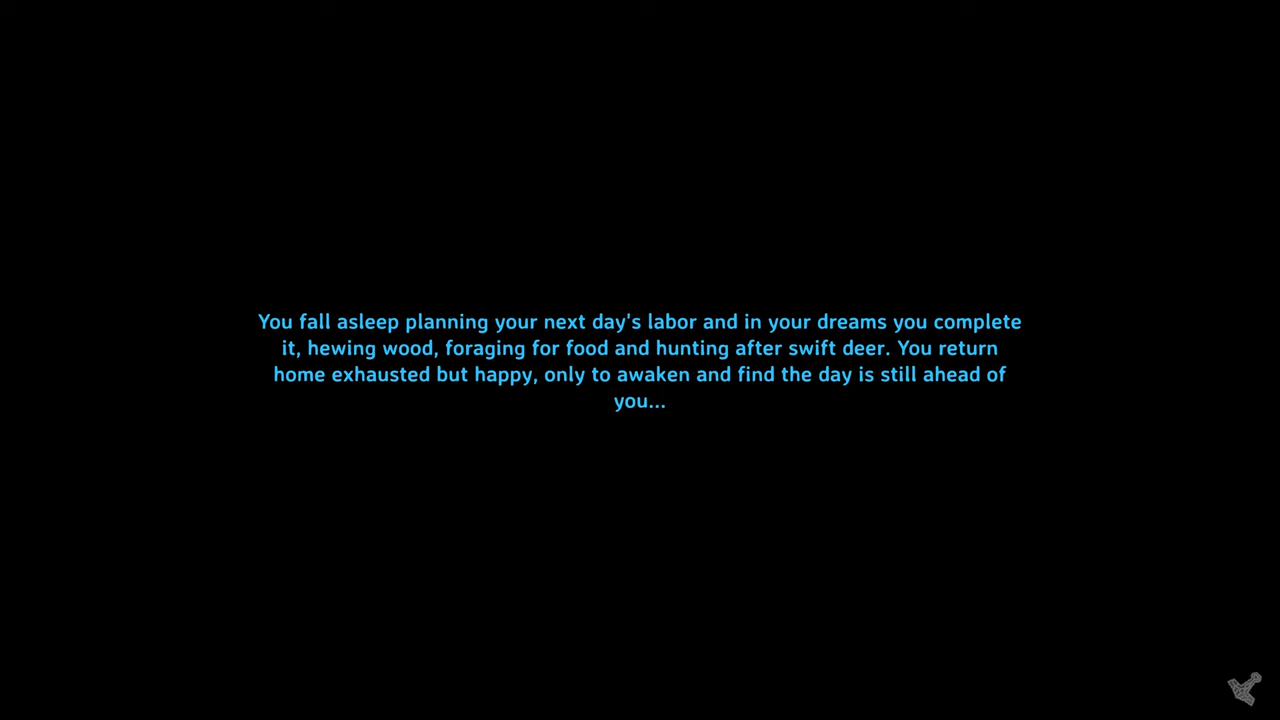 You fall asleep planning your next day's labor and in your dreams you complete
it, hewing wood, foraging for food and hunting after swift deer. You return
home exhausted but happy, only to awaken and find the day is still ahead of
you...